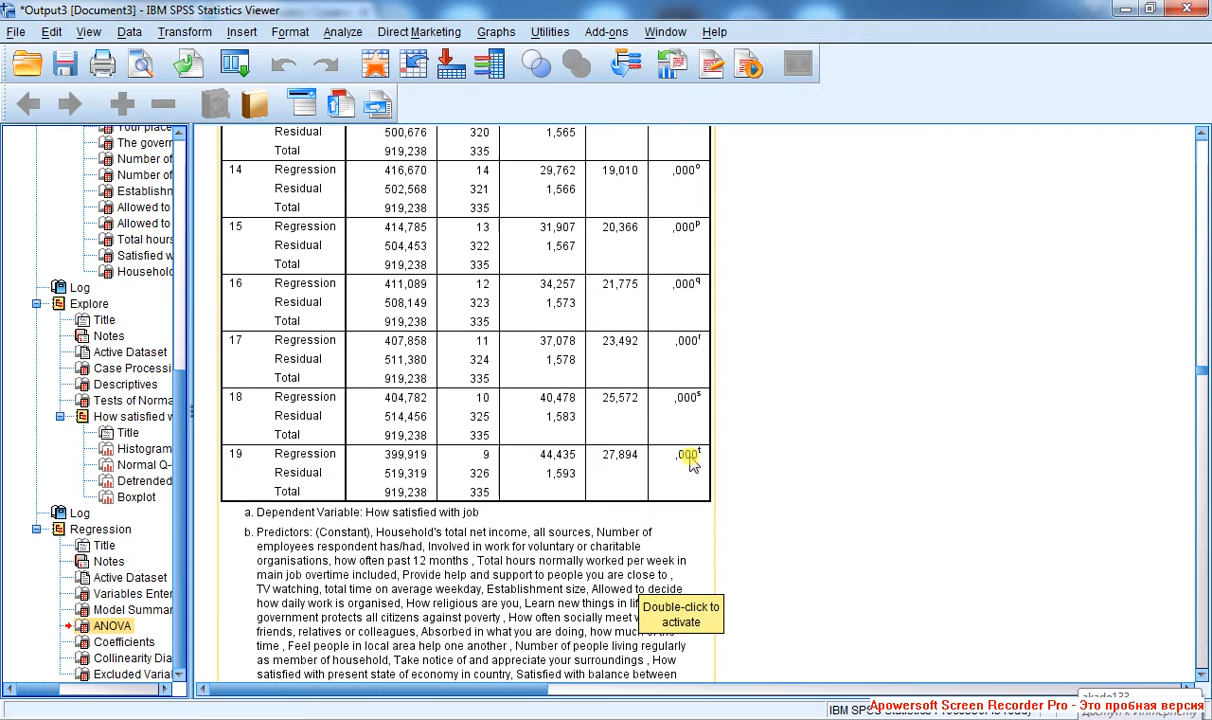 *Output3 [Document3] - IBM SPSS Statistics Viewer
File Edit View Data Transform Insert Format Analyze Direct Marketing Graphs Utilities Add-ons Window Help
Your place
The govern
Number of
Number of
Establishm
Allowed to
Allowed to
Total hours
Satisfied w
Household
Log
Explore
Title
Notes
Active Dataset
Case Processi
Descriptives
Tests of Norma
How satisfied w
Title
Histogram
Normal Q-
Detrended
Boxplot
Log
Regression
Title
Notes
Active Dataset
Variables Enter
Model Summar
ANOVA
Coefficients
Collinearity Dia
Excluded Varia
Residual 500,676 320 1,565
Total 919,238 335
14 Regression 416,670 14 29,762 19,010 ,000o
Residual 502,568 321 1,566
Total 919,238 335
15 Regression 414,785 13 31,907 20,366 ,000p
Residual 504,453 322 1,567
Total 919,238 335
16 Regression 411,089 12 34,257 21,775 ,000q
Residual 508,149 323 1,573
Total 919,238 335
17 Regression 407,858 11 37,078 23,492 ,000r
Residual 511,380 324 1,578
Total 919,238 335
18 Regression 404,782 10 40,478 25,572 ,000s
Residual 514,456 325 1,583
Total 919,238 335
19 Regression 399,919 9 44,435 27,894 ,000t
Residual 519,319 326 1,593
Total 919,238 335
a. Dependent Variable: How satisfied with job
b. Predictors: (Constant), Household's total net income, all sources, Number of
employees respondent has/had, Involved in work for voluntary or charitable
organisations, how often past 12 months , Total hours normally worked per week in
main job overtime included, Provide help and support to people you are close to ,
TV watching, total time on average weekday, Establishment size, Allowed to decide
how daily work is organised, How religious are you, Learn new things in li
government protects all citizens against poverty , How often socially meet w
friends, relatives or colleagues, Absorbed in what you are doing, how much
time , Feel people in local area help one another , Number of people living regularly
as member of household, Take notice of and appreciate your surroundings , How
satisfied with present state of economy in country, Satisfied with balance between
Double-click to
activate
IBM SPSS Statistics
Apowersoft Screen Recorder Pro - Это пробная версия